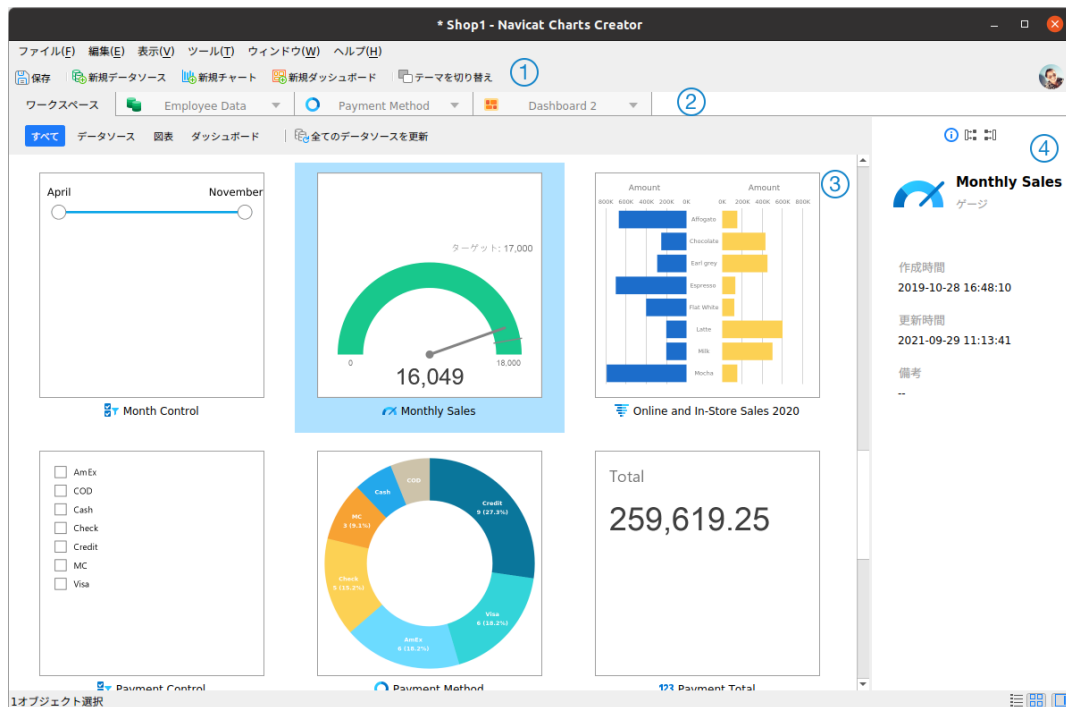 * Shop1 - Navicat Charts Creator
ファイル(F) 編集(E) 表示(V) ツール(T) ウィンドウ(W) ヘルプ(H)
保存 新規データソース 新規チャート 新規ダッシュボード テーマを切り替え ①
ワークスペース Employee Data Payment Method Dashboard 2 ②
すべて データソース 図表 ダッシュボード 全てのデータソースを更新
④
③
April November
Month Control
ターゲット: 17,000
0 18,000
16,049
Monthly Sales
Amount Amount
800K 600K 400K 200K 0K 0K 200K 400K 600K 800K
Affogato
Chocolate
Earl grey
Espresso
Flat White
Latte
Milk
Mocha
Online and In-Store Sales 2020
Monthly Sales
ゲージ
作成時間
2019-10-28 16:48:10
更新時間
2021-09-29 11:13:41
備考
--
AmEx
COD
Cash
Check
Credit
MC
Visa
Payment Control
COD
Cash
Credit
9 (27.3%)
MC
3 (9.1%)
Check
5 (15.2%)
Visa
6 (18.2%)
AmEx
6 (18.2%)
Payment Method
Total
259,619.25
123 Payment Total
1オブジェクト選択